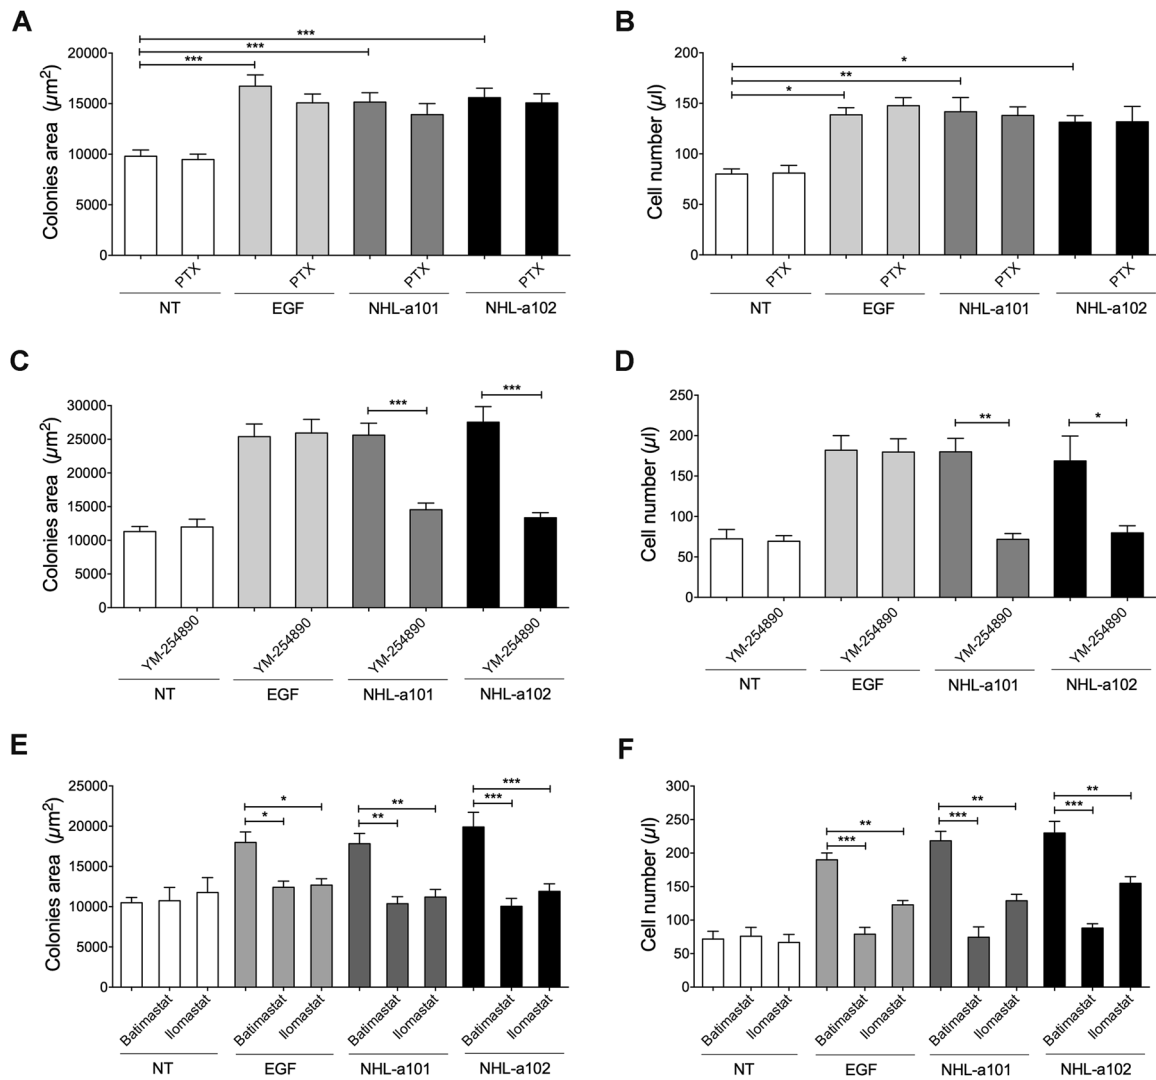 A
Colonies area (µm²)
20000
15000
10000
5000
0
***
***
***
PTX PTX PTX PTX
NT EGF NHL-a101 NHL-a102
B
Cell number (µl)
200
150
100
50
0
*
**
*
PTX PTX PTX PTX
NT EGF NHL-a101 NHL-a102
C
Colonies area (µm²)
30000
25000
20000
15000
10000
5000
0
*** ***
YM-254890 YM-254890 YM-254890 YM-254890
NT EGF NHL-a101 NHL-a102
D
Cell number (µl)
250
200
150
100
50
0
** *
YM-254890 YM-254890 YM-254890 YM-254890
NT EGF NHL-a101 NHL-a102
E
Colonies area (µm²)
25000
20000
15000
10000
5000
0
* ** ***
* ** ***
Batimastat Ilomastat Batimastat Ilomastat Batimastat Ilomastat Batimastat Ilomastat
NT EGF NHL-a101 NHL-a102
F
Cell number (µl)
300
250
200
150
100
50
0
** ** **
*** *** ***
Batimastat Ilomastat Batimastat Ilomastat Batimastat Ilomastat Batimastat Ilomastat
NT EGF NHL-a101 NHL-a102